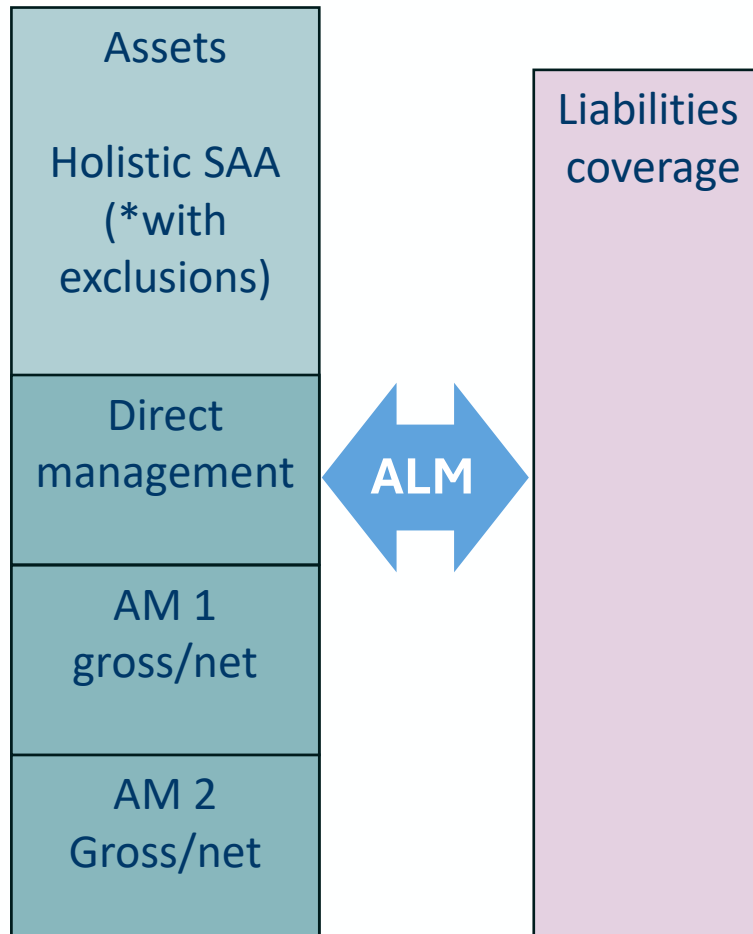 Assets
Holistic SAA
(*with
exclusions)
Direct
management
AM 1
gross/net
AM 2
Gross/net
ALM
Liabilities
coverage